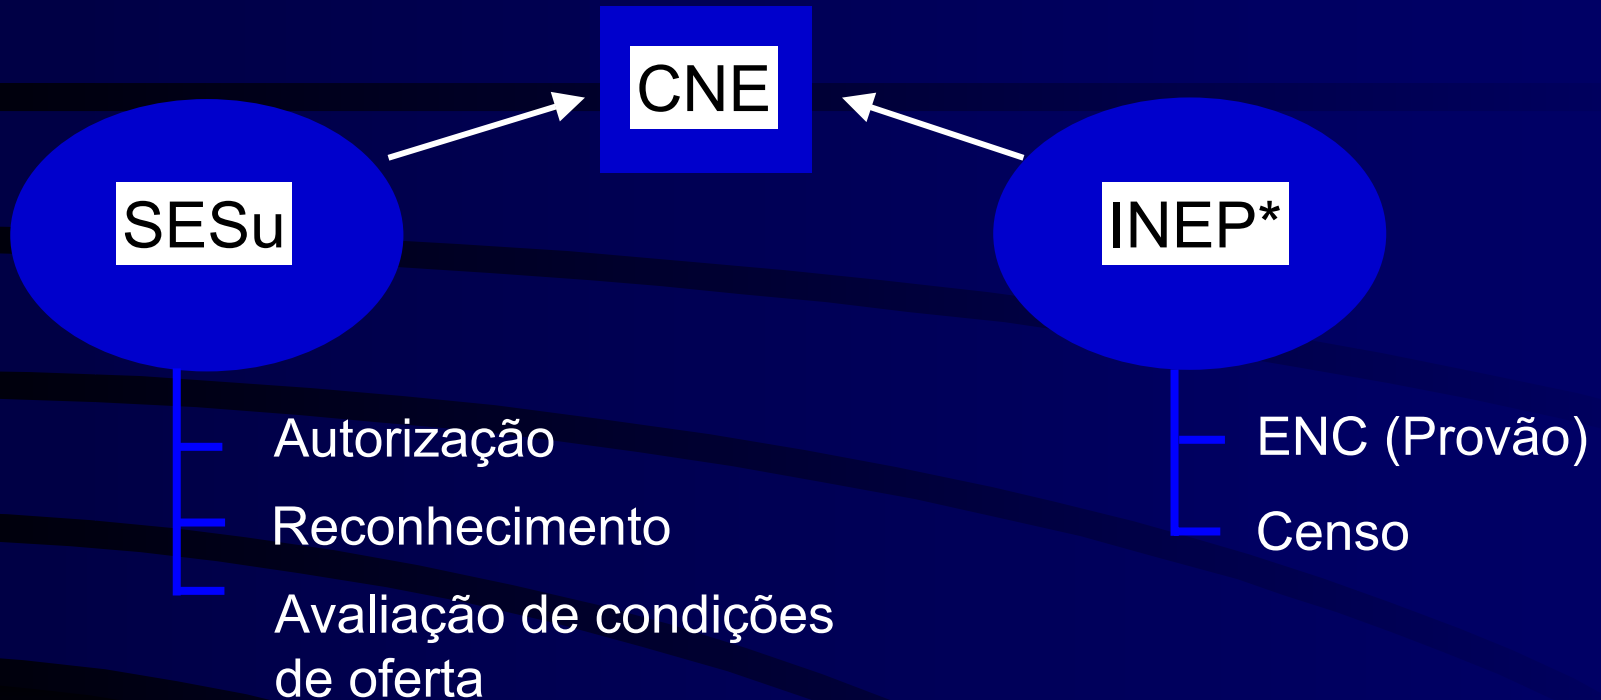 CNE
SESu
INEP*
Autorização
Reconhecimento
Avaliação de condições
de oferta
ENC (Provão)
Censo